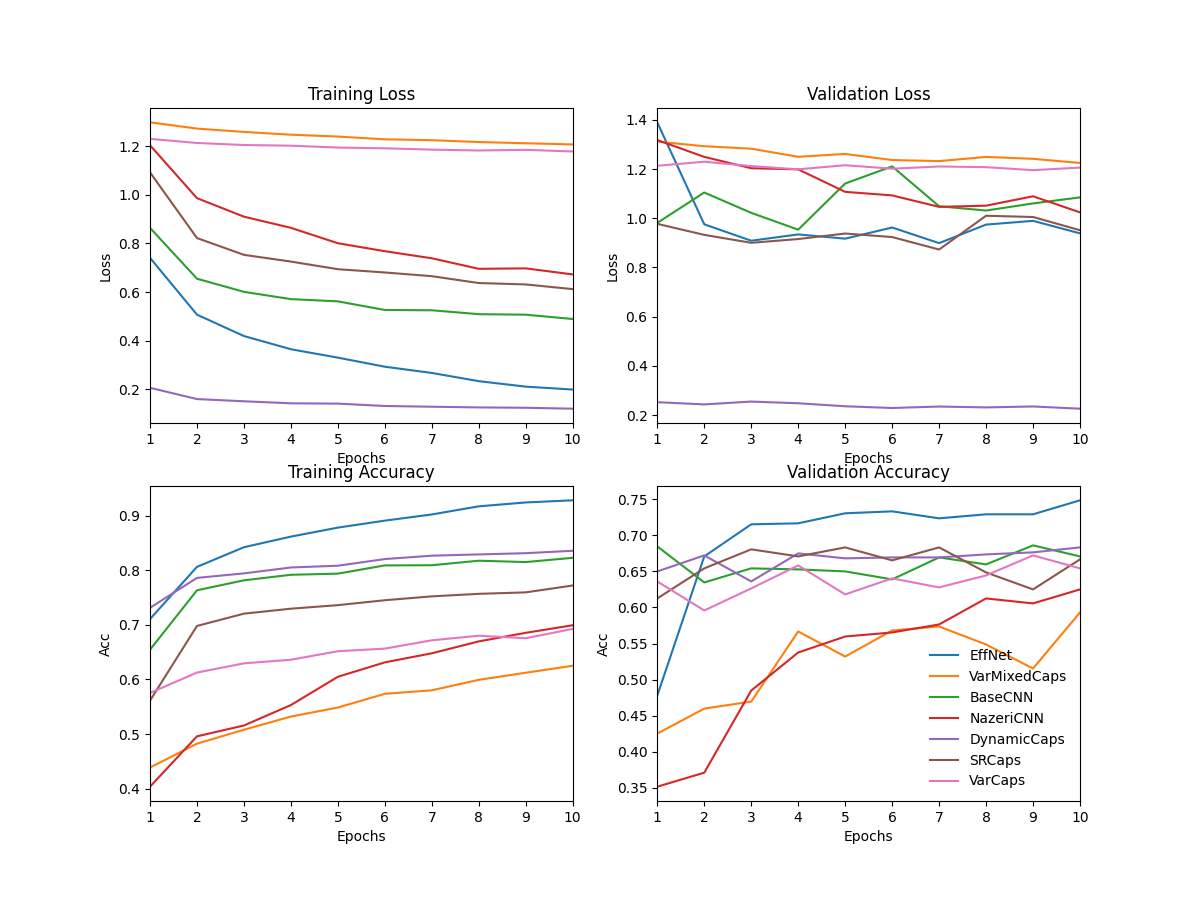 Training Loss
Loss
1.2
1.0
0.8
0.6
0.4
0.2
1 2 3 4 5 6 7 8 9 10
Epochs
Validation Loss
Loss
1.4
1.2
1.0
0.8
0.6
0.4
0.2
1 2 3 4 5 6 7 8 9 10
Epochs
Training Accuracy
Acc
0.9
0.8
0.7
0.6
0.5
0.4
1 2 3 4 5 6 7 8 9 10
Epochs
Validation Accuracy
Acc
0.75
0.70
0.65
0.60
0.55
0.50
0.45
0.40
0.35
EffNet
VarMixedCaps
BaseCNN
NazeriCNN
DynamicCaps
SRCaps
VarCaps
1 2 3 4 5 6 7 8 9 10
Epochs